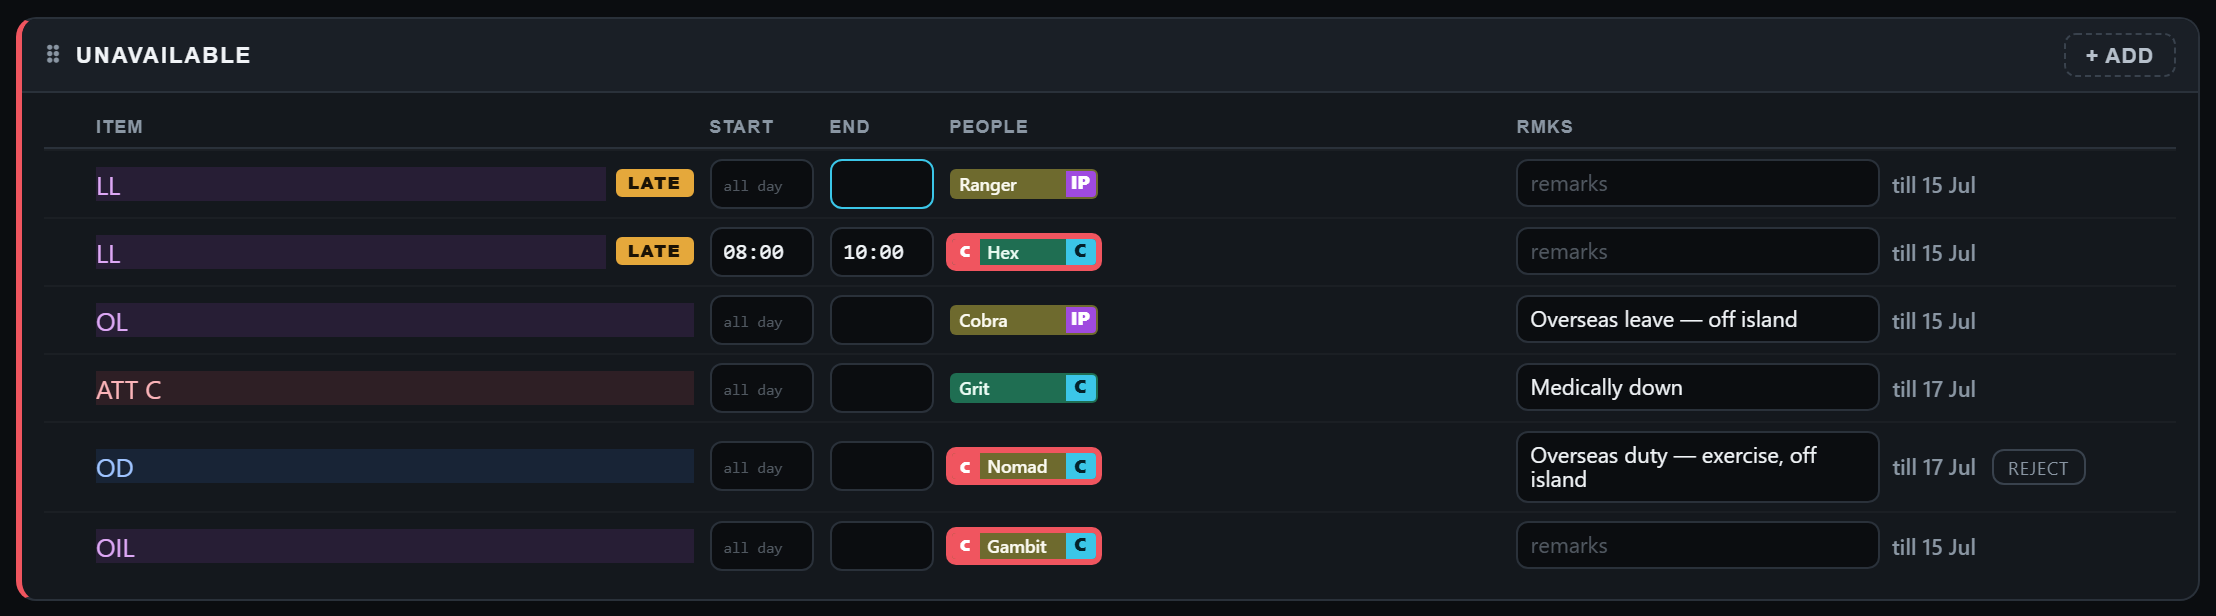 UNAVAILABLE
+ ADD
ITEM START END PEOPLE RMKS
LL LATE all day Ranger IP remarks till 15 Jul
LL LATE 08:00 10:00 C Hex C remarks till 15 Jul
OL all day Cobra IP Overseas leave — off island till 15 Jul
ATT C all day Grit C Medically down till 17 Jul
OD all day C Nomad C Overseas duty — exercise, off
island till 17 Jul REJECT
OIL all day C Gambit C remarks till 15 Jul